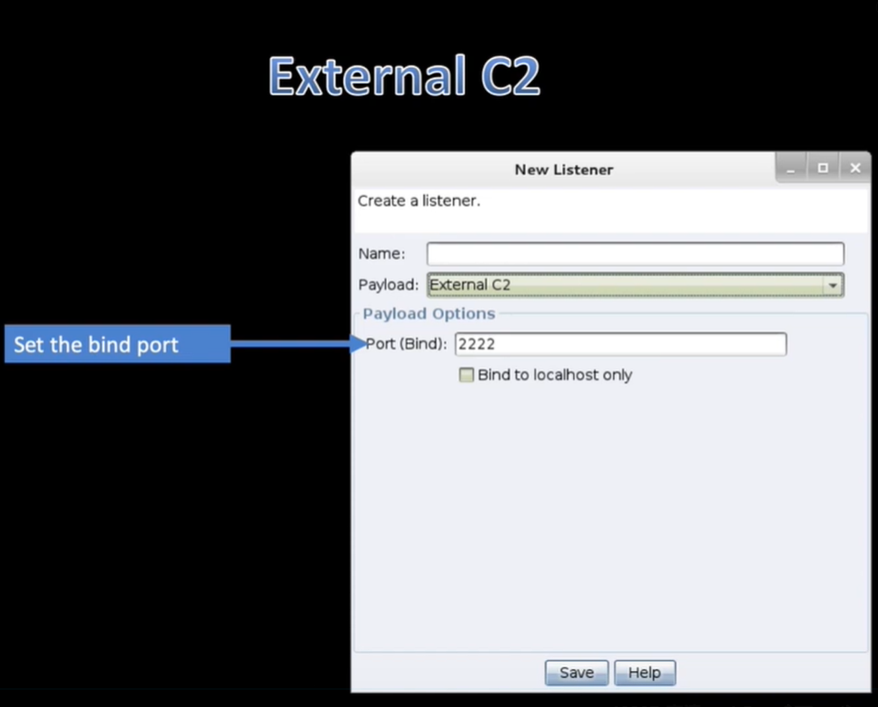 External C2
New Listener
Create a listener.
Name:
Payload: External C2
Payload Options
Set the bind port
Port (Bind): 2222
Bind to localhost only
Save Help